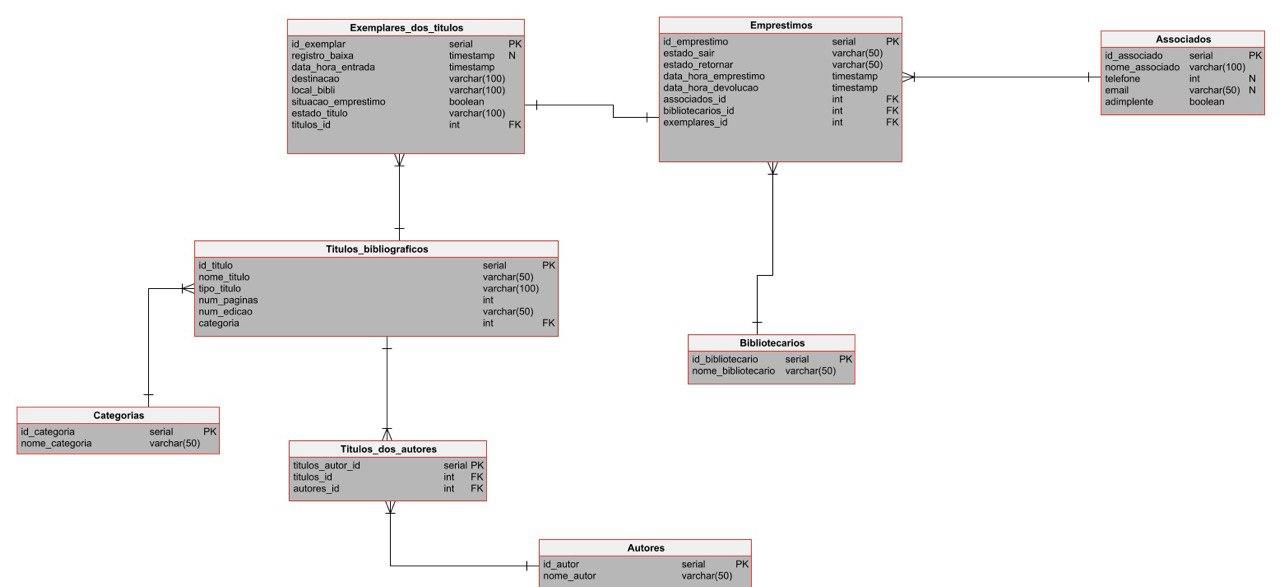 Exemplares_dos_titulos
id_exemplar serial PK
registro_baixa timestamp N
data_hora_entrada timestamp
destinacao varchar(100)
local_bibli varchar(100)
situacao_emprestimo boolean
estado_titulo varchar(100)
titulos_id int FK
Emprestimos
id_emprestimo serial PK
estado_sair varchar(50)
estado_retornar varchar(50)
data_hora_emprestimo timestamp
data_hora_devolucao timestamp
associados_id int FK
bibliotecarios_id int FK
exemplares_id int FK
Associados
id_associado serial PK
nome_associado varchar(100)
telefone int N
email varchar(50) N
adimplente boolean
Titulos_bibliograficos
id_titulo serial PK
nome_titulo varchar(50)
tipo_titulo varchar(100)
num_paginas int
num_edicao varchar(50)
categoria int FK
Bibliotecarios
id_bibliotecario serial PK
nome_bibliotecario varchar(50)
Categorias
id_categoria serial PK
nome_categoria varchar(50)
Titulos_dos_autores
titulos_autor_id serial PK
titulos_id int FK
autores_id int FK
Autores
id_autor serial PK
nome_autor varchar(50)